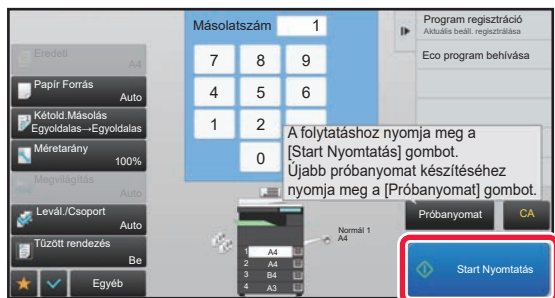 Másolatszám 1
Program regisztráció
Aktuális beáll. regisztrálása
Eco program behívása
Eredeti
A4
Papír Forrás
Auto
Kétold.Másolás
Egyoldalas→Egyoldalas
Méretarány
100%
Megvilágítás
Auto
Levál./Csoport
Auto
Tűzött rendezés
Be
Egyéb
7 8 9
4 5 6
1 2
0
A folytatáshoz nyomja meg a
[Start Nyomtatás] gombot.
Újabb próbanyomat készítéséhez
nyomja meg a [Próbanyomat] gombot.
Normál 1
A4
1 A4
2 A4
3 B4
4 A3
Próbanyomat
CA
Start Nyomtatás